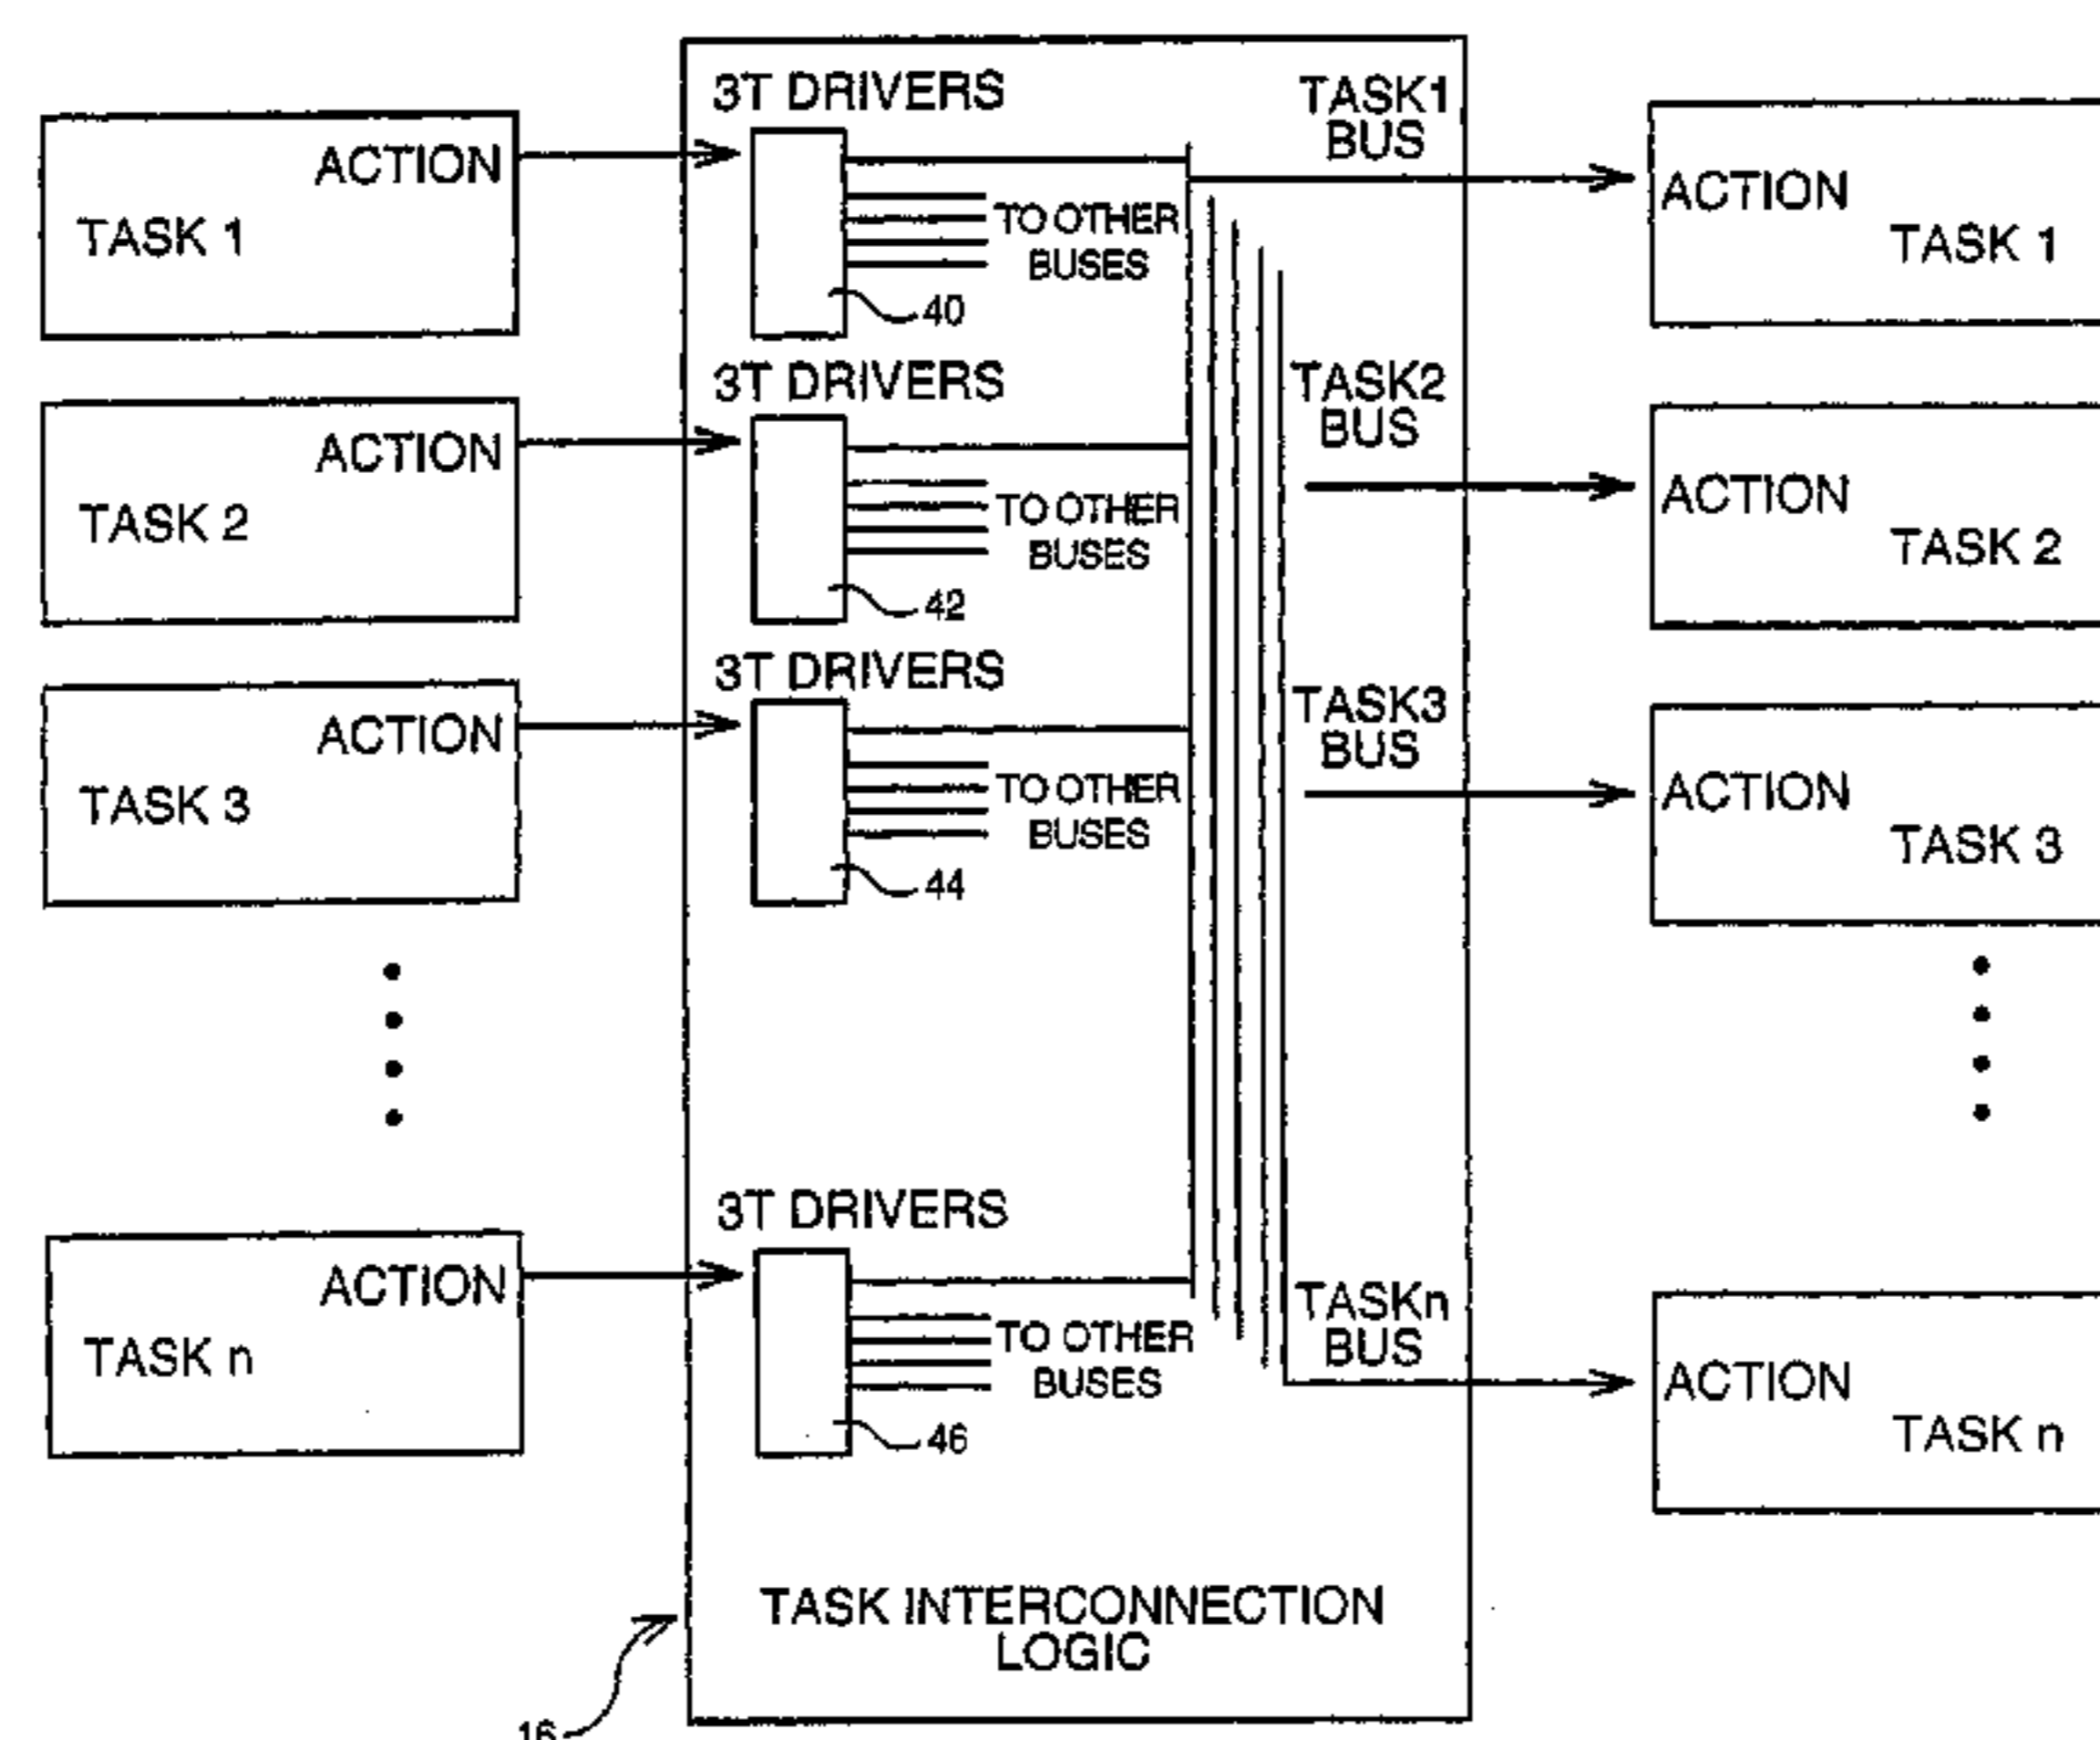 3T DRIVERS
TASK1
BUS
ACTION
TASK 1
TO OTHER
BUSES
40
ACTION
TASK 1
3T DRIVERS
TASK2
BUS
ACTION
TASK 2
TO OTHER
BUSES
42
ACTION
TASK 2
3T DRIVERS
TASK3
BUS
ACTION
TASK 3
TO OTHER
BUSES
44
ACTION
TASK 3
3T DRIVERS
TASKn
BUS
ACTION
TASK n
TO OTHER
BUSES
46
ACTION
TASK n
TASK INTERCONNECTION
LOGIC
16